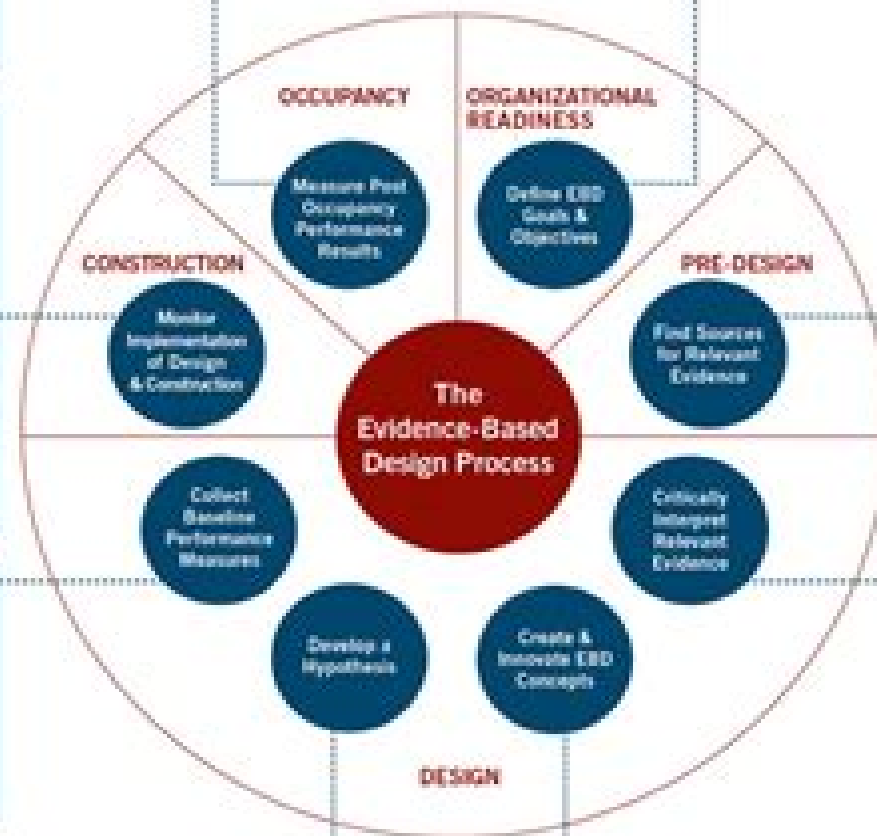 OCCUPANCY
ORGANIZATIONAL
READINESS
Measure Post
Occupancy
Performance
Results
Define EBD
Goals &
Objectives
CONSTRUCTION
PRE-DESIGN
Monitor
Implementation
of Design
& Construction
Find Sources
for Relevant
Evidence
The
Evidence-Based
Design Process
Collect
Baseline
Performance
Measures
Critically
Interpret
Relevant
Evidence
Develop a
Hypothesis
Create &
Innovate EBD
Concepts
DESIGN